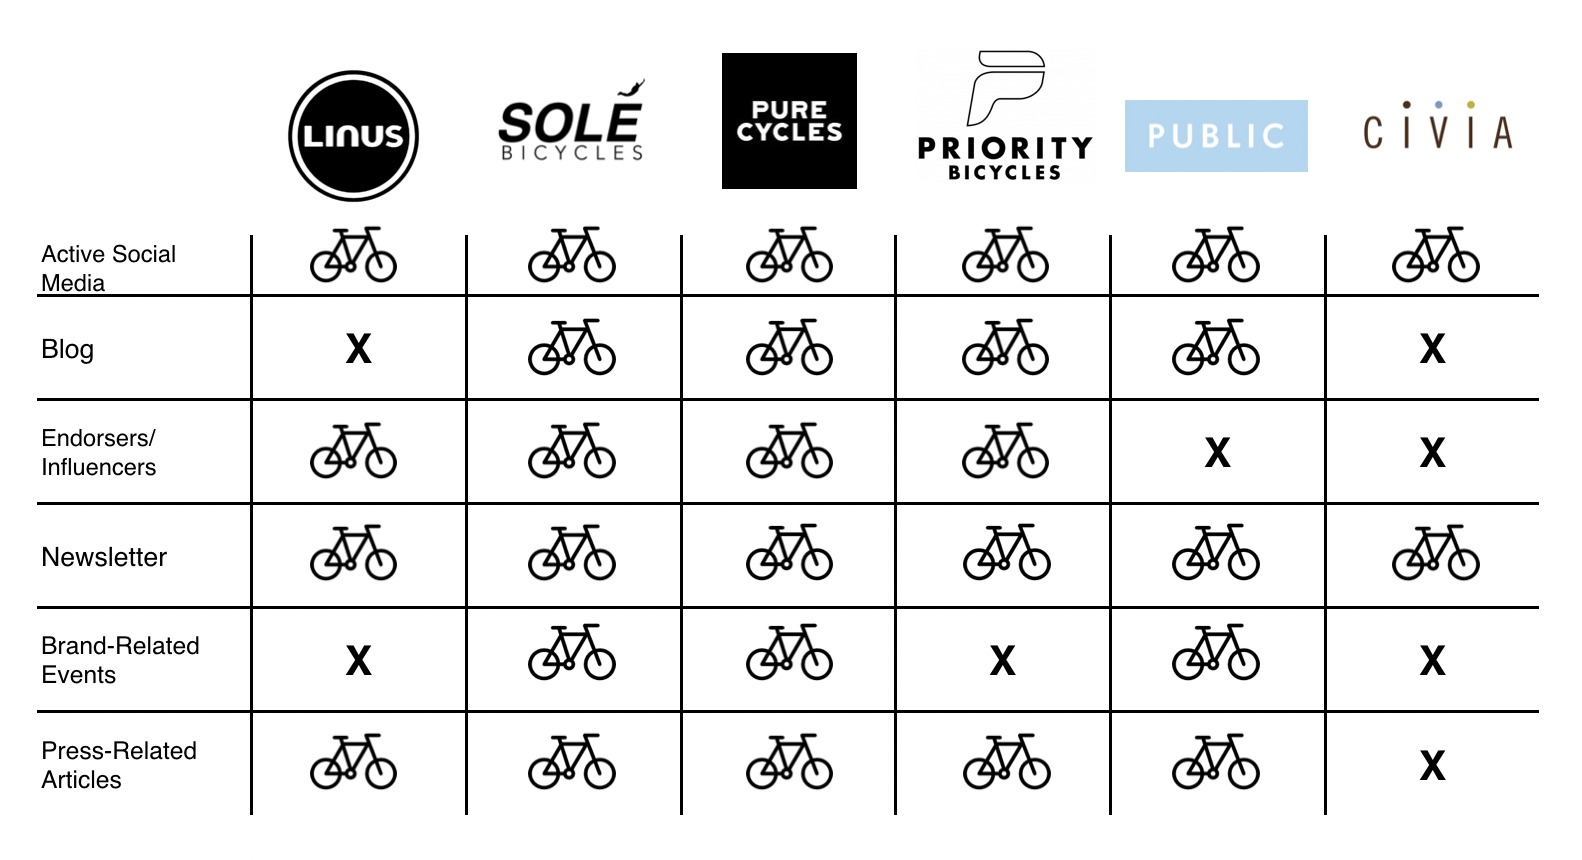 LINUS
SOLÉ
BICYCLES
PURE
CYCLES
PRIORITY
BICYCLES
PUBLIC
CIVIA
Active Social
Media
Blog
X
X
Endorsers/
Influencers
X
X
Newsletter
Brand-Related
Events
X
X
X
Press-Related
Articles
X